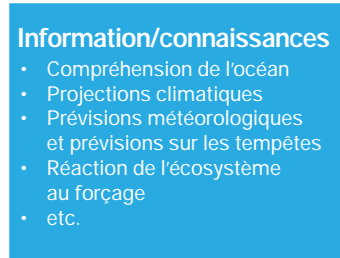 Information/connaissances
• Compréhension de l'océan
• Projections climatiques
• Prévisions météorologiques
et prévisions sur les tempêtes
• Réaction de l'écosystème
au forçage
• etc.